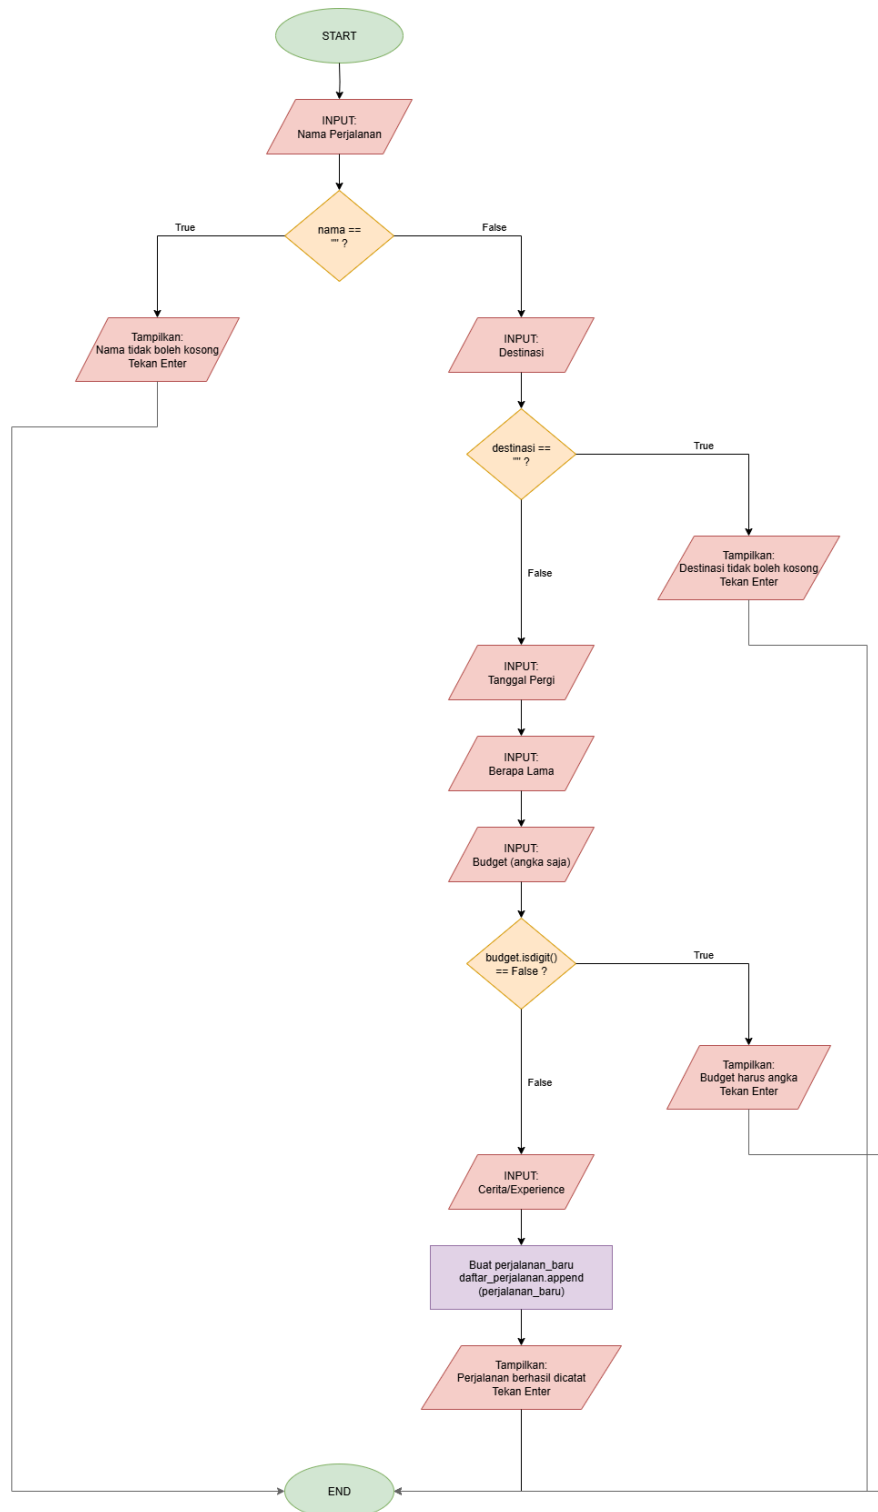 START
INPUT:
Nama Perjalanan
nama ==
"" ?
True
False
Tampilkan:
Nama tidak boleh kosong
Tekan Enter
INPUT:
Destinasi
destinasi ==
"" ?
True
False
Tampilkan:
Destinasi tidak boleh kosong
Tekan Enter
INPUT:
Tanggal Pergi
INPUT:
Berapa Lama
INPUT:
Budget (angka saja)
budget.isdigit()
== False ?
True
False
Tampilkan:
Budget harus angka
Tekan Enter
INPUT:
Cerita/Experience
Buat perjalanan_baru
daftar_perjalanan.append
(perjalanan_baru)
Tampilkan:
Perjalanan berhasil dicatat
Tekan Enter
END